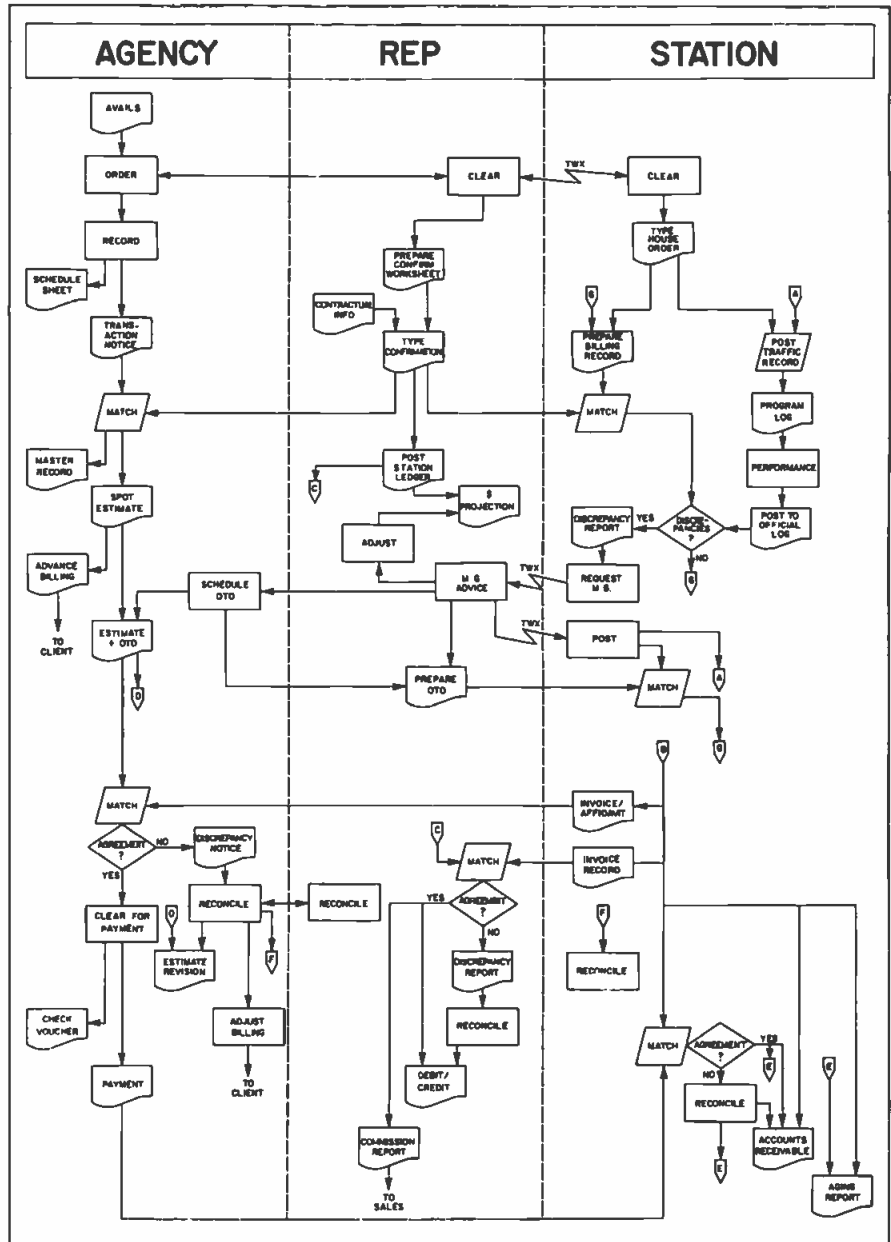 AGENCY
REP
STATION
AVAILS
ORDER
CLEAR
TWX
CLEAR
RECORD
TYPE
HOUSE
ORDER
SCHEDULE
SHEET
PREPARE
CONFIRM
WORKSHEET
CONTRACTURE
INFO
TRANS-
ACTION
NOTICE
TYPE
CONFIRMATION
PREPARE
BILLING
RECORD
A
POST
TRAFFIC
RECORD
MATCH
MATCH
PROGRAM
LOG
MASTER
RECORD
POST
STATION
LEDGER
C
$
PROJECTION
PERFORMANCE
SPOT
ESTIMATE
ADJUST
DISCREPANCY
REPORT
YES
DISCRE-
PANCIES
?
NO
POST TO
OFFICIAL
LOG
ADVANCE
BILLING
TO
CLIENT
SCHEDULE
DTO
M G
ADVICE
TWX
REQUEST
M G.
ESTIMATE
+ DTO
D
TWX
POST
A
PREPARE
DTO
MATCH
MATCH
INVOICE/
AFFIDAVIT
AGREEMENT
?
NO
YES
DISCREPANCY
NOTICE
C
MATCH
INVOICE
RECORD
CLEAR FOR
PAYMENT
RECONCILE
RECONCILE
YES
AGREEMENT
?
NO
D
ESTIMATE
REVISION
F
DISCREPANCY
REPORT
F
RECONCILE
CHECK
VOUCHER
ADJUST
BILLING
TO
CLIENT
RECONCILE
MATCH
AGREEMENT
?
YES
E
NO
PAYMENT
DEBIT/
CREDIT
RECONCILE
E
E
COMMISSION
REPORT
TO
SALES
ACCOUNTS
RECEIVABLE
AGING
REPORT